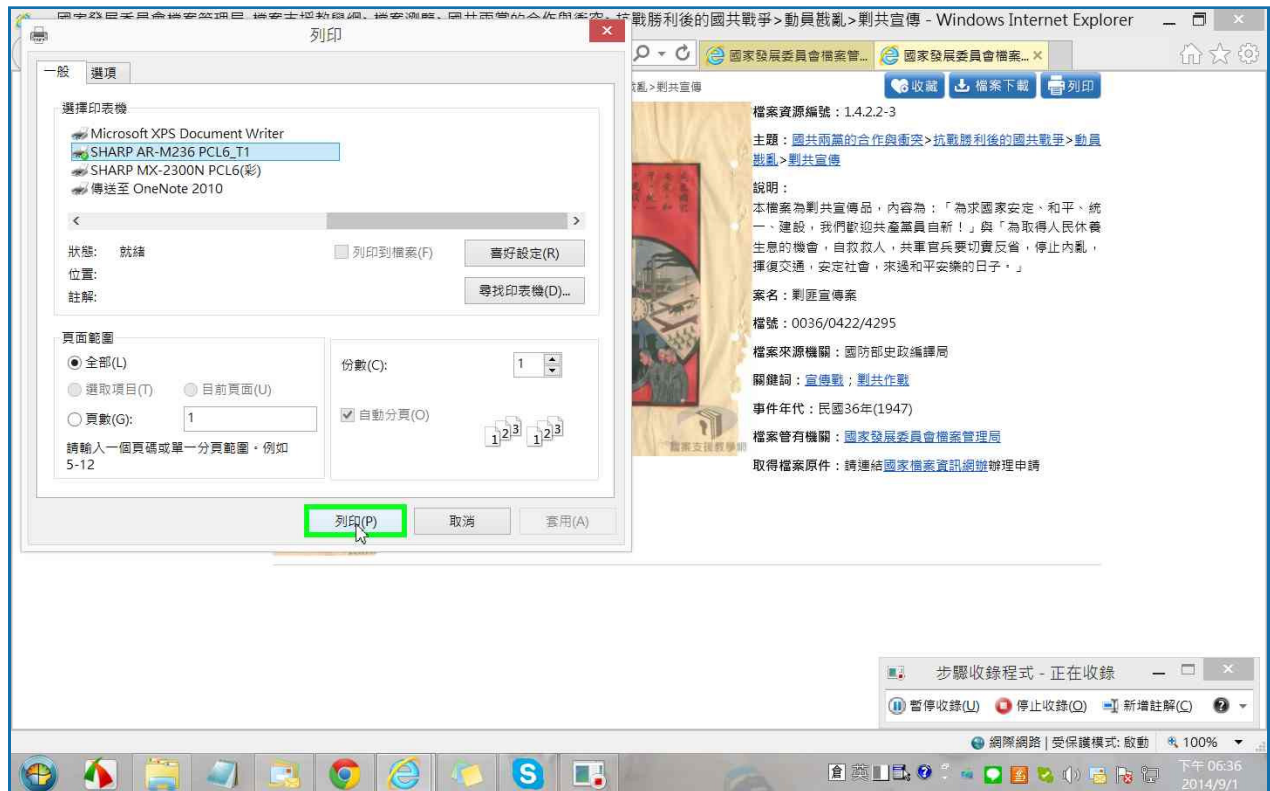 國家發展委員會檔案管理局-檔案支援教學網- 檔案瀏覽> 國共兩黨的合作與衝突> 抗戰勝利後的國共戰爭>動員戡亂>剿共宣傳 - Windows Internet Explorer
列印
國家發展委員會檔案管...
國家發展委員會檔案...
一般
選項
選擇印表機
Microsoft XPS Document Writer
SHARP AR-M236 PCL6_T1
SHARP MX-2300N PCL6(彩)
傳送至 OneNote 2010
狀態: 就緒
位置:
註解:
列印到檔案(F)
喜好設定(R)
尋找印表機(D)...
頁面範圍
全部(L)
選取項目(T)
目前頁面(U)
頁數(G): 1
請輸入一個頁碼或單一分頁範圍。例如
5-12
份數(C): 1
自動分頁(O)
1 2 3 1 2 3
列印(P)
取消
套用(A)
亂>剿共宣傳
收藏
檔案下載
列印
檔案資源編號：1.4.2.2-3
主題：國共兩黨的合作與衝突>抗戰勝利後的國共戰爭>動員
戡亂>剿共宣傳
說明：
本檔案為剿共宣傳品，內容為：「為求國家安定、和平、統
一、建設，我們歡迎共產黨員自新！」與「為取得人民休養
生息的機會，自救救人，共軍官兵要切實反省，停止內亂，
揮復交通，安定社會，來過和平安樂的日子。」
案名：剿匪宣傳案
檔號：0036/0422/4295
檔案來源機關：國防部史政編譯局
關鍵詞：宣傳戰；剿共作戰
事件年代：民國36年(1947)
檔案管有機關：國家發展委員會檔案管理局
取得檔案原件：請連結國家檔案資訊網辦辦理申請
檔案支援教學網
步驟收錄程式 - 正在收錄
暫停收錄(U)
停止收錄(O)
新增註解(C)
網際網路 | 受保護模式: 啟動
100%
倉
英
下午 06:36
2014/9/1